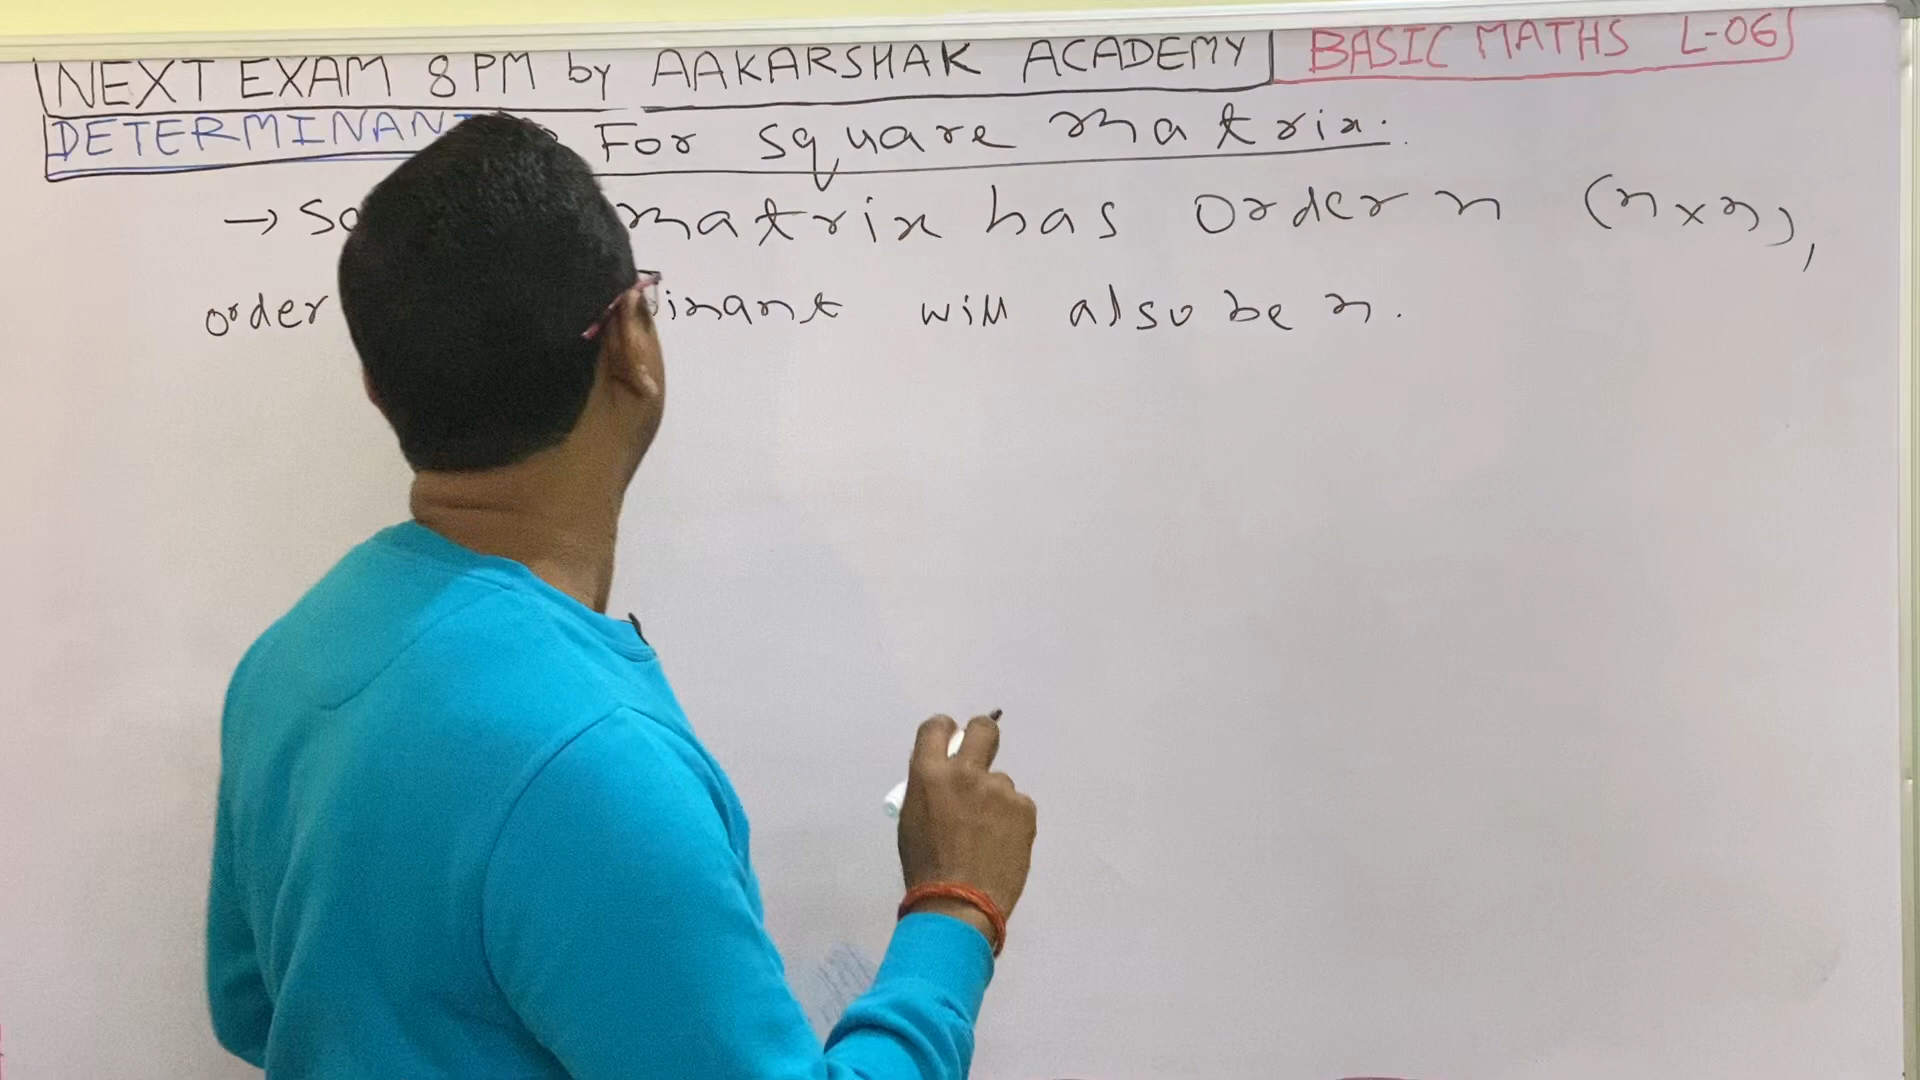 NEXT EXAM 8 PM by AAKARSHAK ACADEMY BASIC MATHS L-06
DETERMINANT For square matrix.
→ matrix has order n (n×n),
order will also be n.